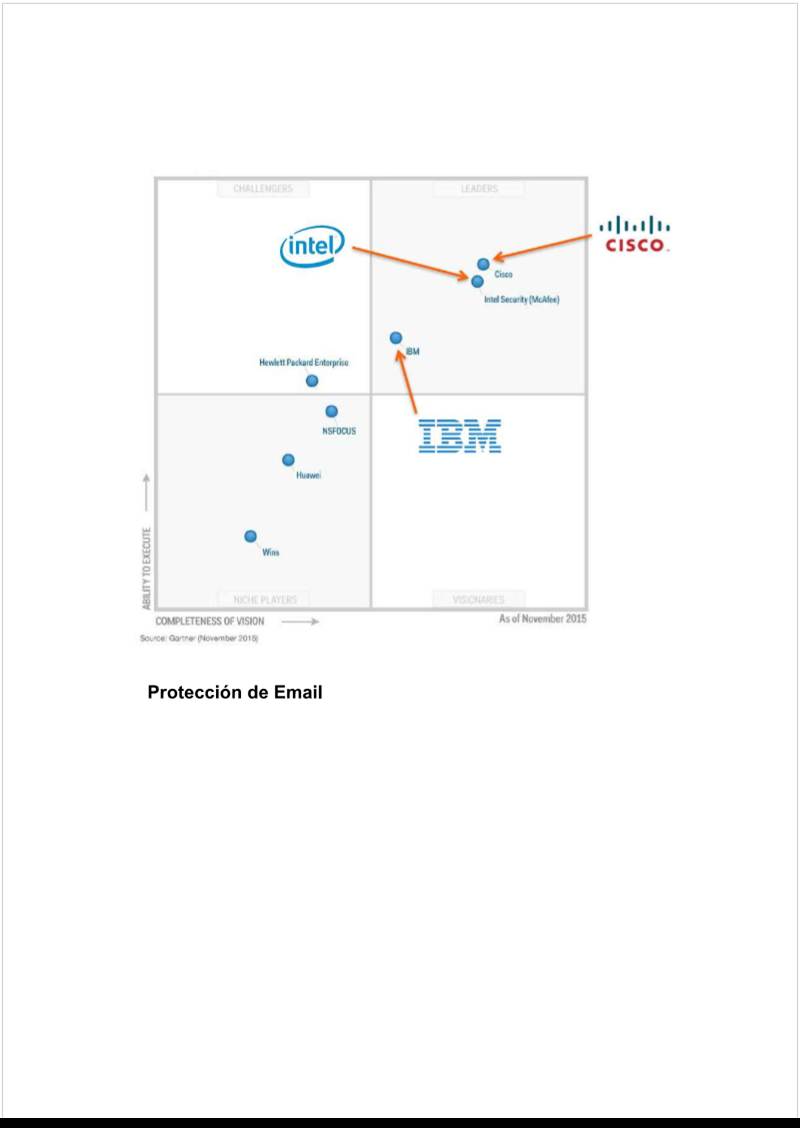 CHALLENGERS
LEADERS
intel
CISCO
Cisco
Intel Security (McAfee)
IBM
Hewlett Packard Enterprise
NSFOCUS
IBM
Huawei
Wins
ABILITY TO EXECUTE
NICHE PLAYERS
VISIONARIES
COMPLETENESS OF VISION
As of November 2015
Source: Gartner (November 2015)
Protección de Email